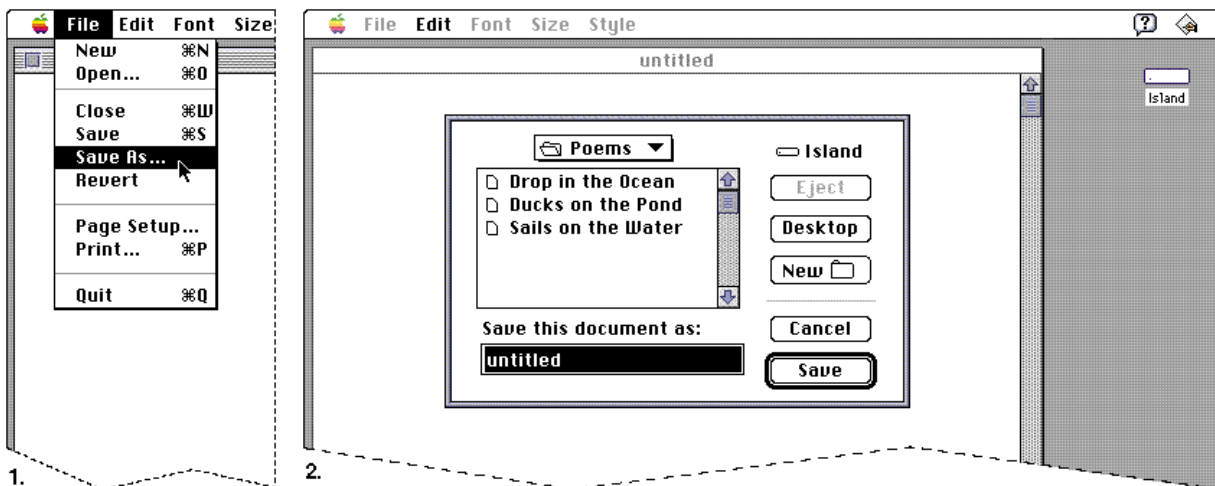 File Edit Font Size
New ⌘N
Open... ⌘O
Close ⌘W
Save ⌘S
Save As...
Revert
Page Setup...
Print... ⌘P
Quit ⌘Q
1.
File Edit Font Size Style
untitled
Island
Poems
Island
Drop in the Ocean
Ducks on the Pond
Sails on the Water
Eject
Desktop
New
Save this document as:
untitled
Cancel
Save
2.